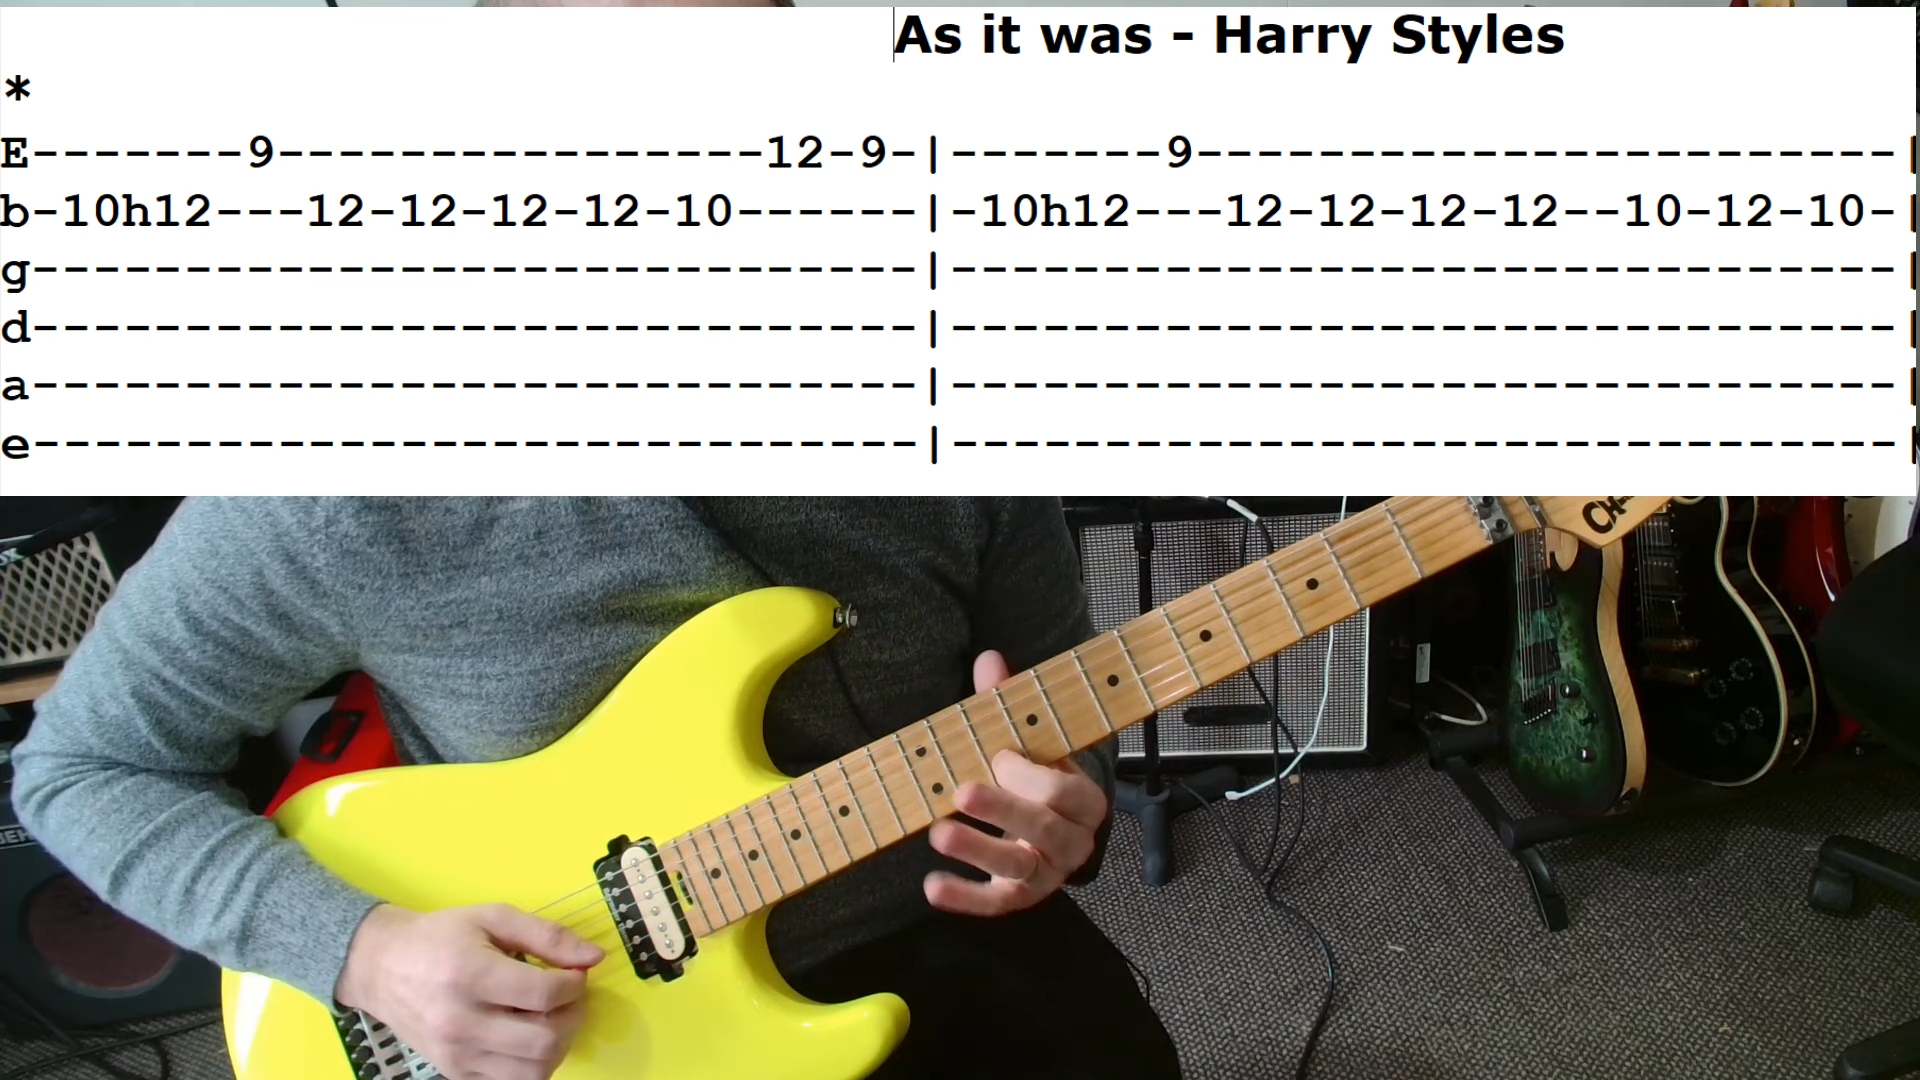 As it was - Harry Styles
*
E-------9----------------12-9-|-------9-----------------------|
b-10h12---12-12-12-12-10------|-10h12---12-12-12-12--10-12-10-|
g-----------------------------|-------------------------------|
d-----------------------------|-------------------------------|
a-----------------------------|-------------------------------|
e-----------------------------|-------------------------------|